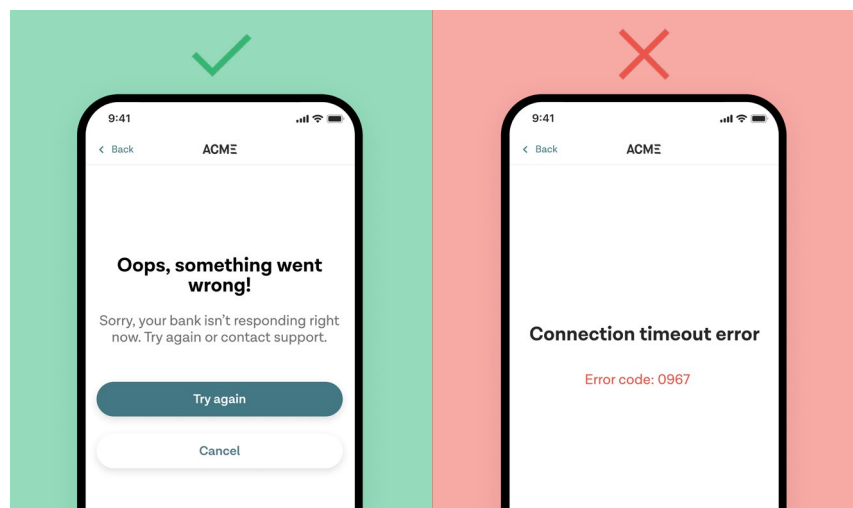 9:41
Back
ACME
Oops, something went
wrong!
Sorry, your bank isn't responding right
now. Try again or contact support.
Try again
Cancel
9:41
Back
ACME
Connection timeout error
Error code: 0967